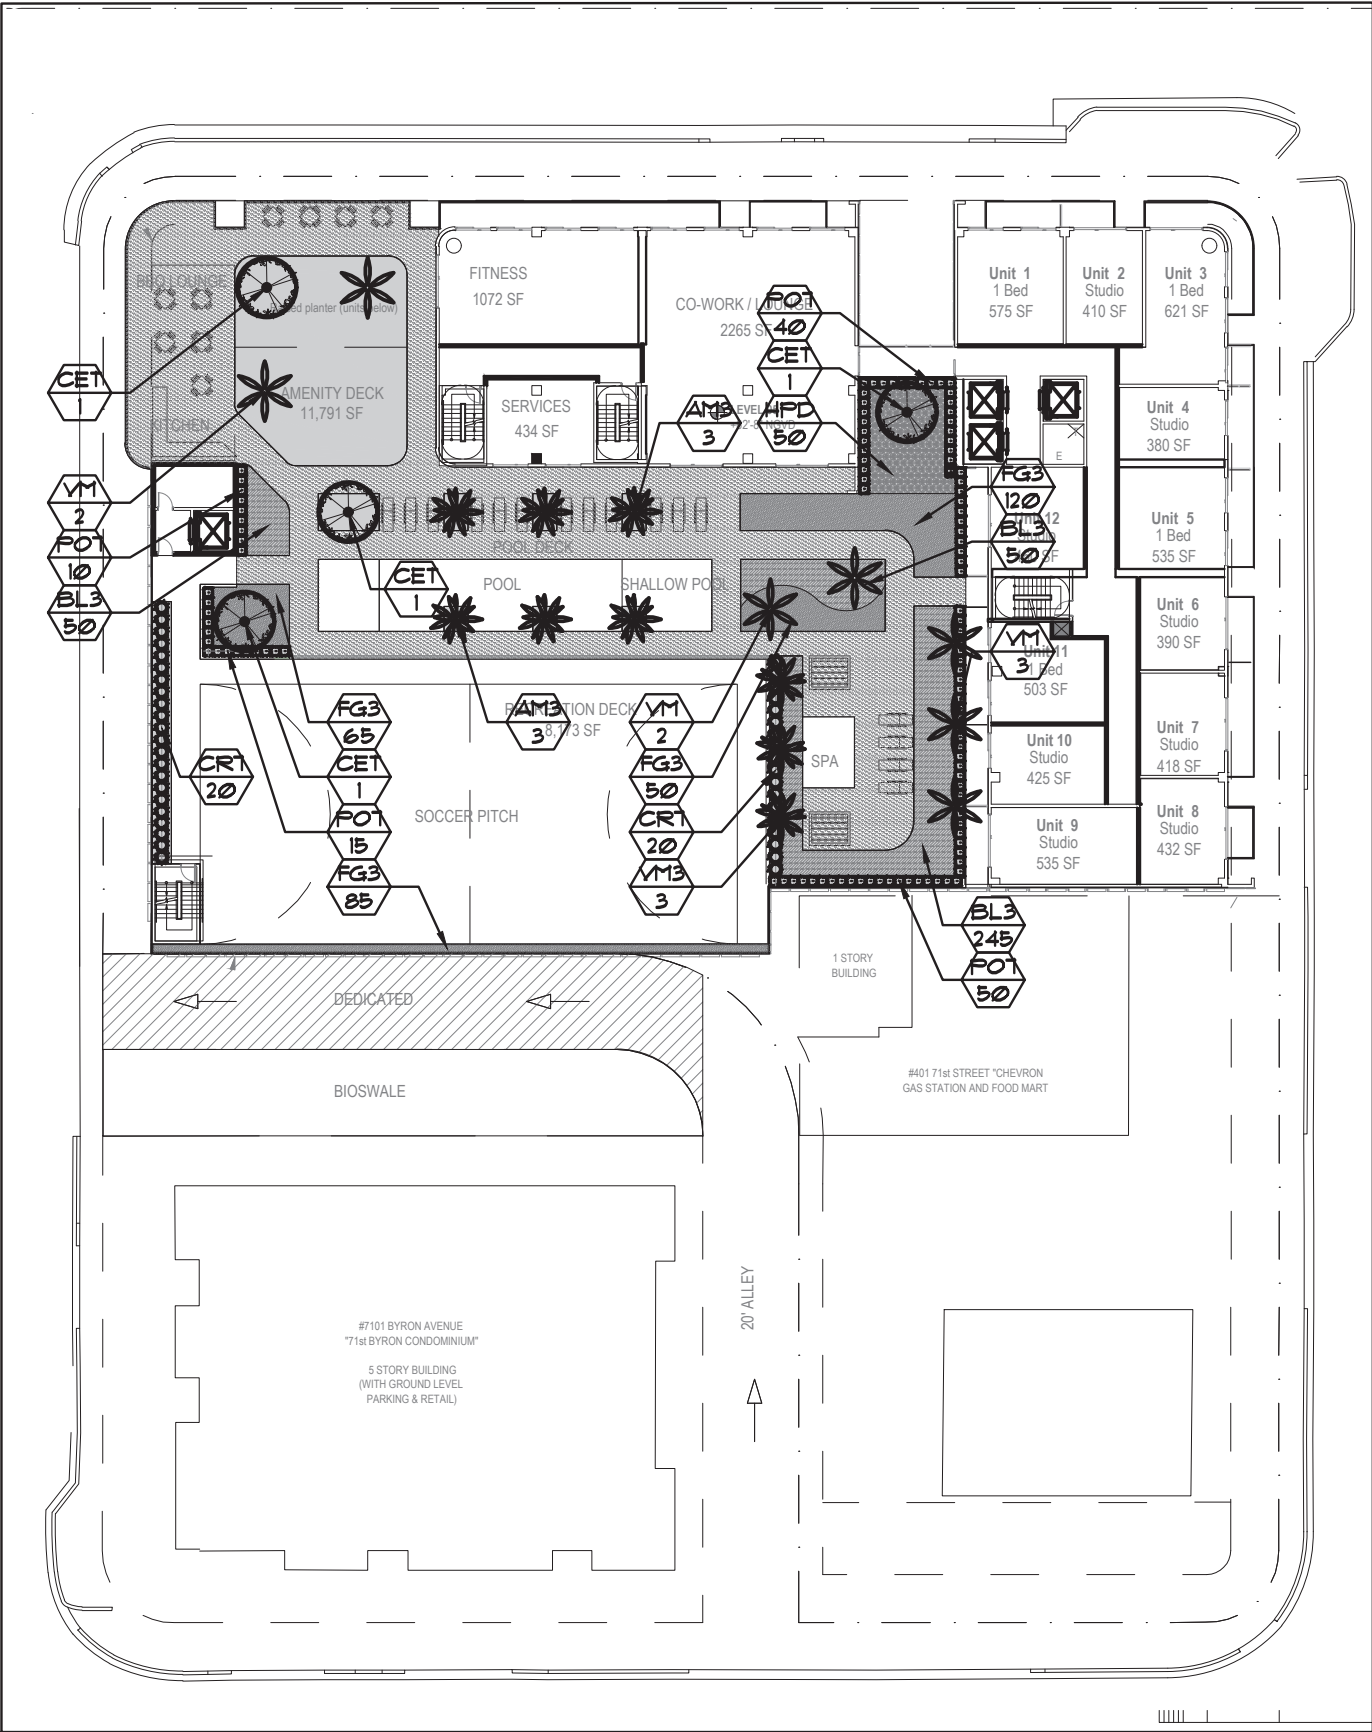 FITNESS
1072 SF
CO-WORK / LOUNGE
2265 SF
Unit 1
1 Bed
575 SF
Unit 2
Studio
410 SF
Unit 3
1 Bed
621 SF
BBQ LOUNGE
planter (units below)
AMENITY DECK
11,791 SF
KITCHEN
SERVICES
434 SF
LEVEL
NGVD
POT
40
CET
1
HPD
50
AM3
3
CET
1
VM
2
POT
10
BL3
50
Unit 4
Studio
380 SF
E
Unit 5
1 Bed
535 SF
FG3
120
BL3
50
12
SF
POOL DECK
POOL
SHALLOW POOL
CET
1
Unit 6
Studio
390 SF
VM
3
Unit 11
1 Bed
503 SF
Unit 7
Studio
418 SF
Unit 10
Studio
425 SF
Unit 8
Studio
432 SF
Unit 9
Studio
535 SF
RECREATION DECK
8,173 SF
AM3
3
FG3
65
CET
1
POT
15
FG3
85
CRT
20
VM
2
FG3
50
CRT
20
VM3
3
SPA
SOCCER PITCH
BL3
245
POT
50
1 STORY
BUILDING
DEDICATED
BIOSWALE
#401 71st STREET "CHEVRON
GAS STATION AND FOOD MART
20' ALLEY
#7101 BYRON AVENUE
"71st BYRON CONDOMINIUM"
5 STORY BUILDING
(WITH GROUND LEVEL
PARKING & RETAIL)